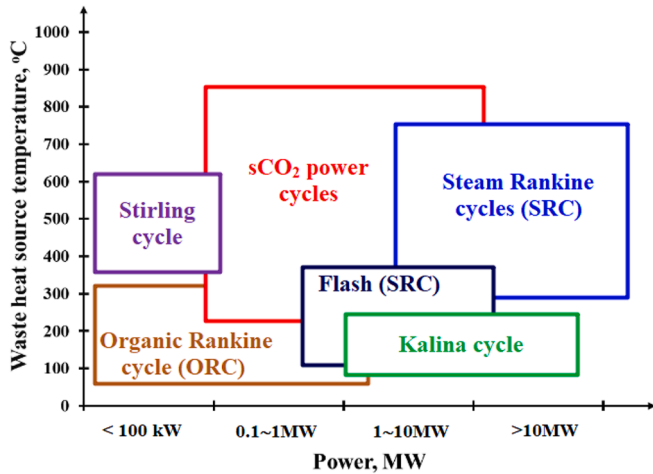 Waste heat source temperature, °C
1000
900
800
700
600
500
400
300
200
100
0
sCO₂ power
cycles
Steam Rankine
cycles (SRC)
Stirling
cycle
Flash (SRC)
Organic Rankine
cycle (ORC)
Kalina cycle
< 100 kW
0.1~1MW
1~10MW
>10MW
Power, MW